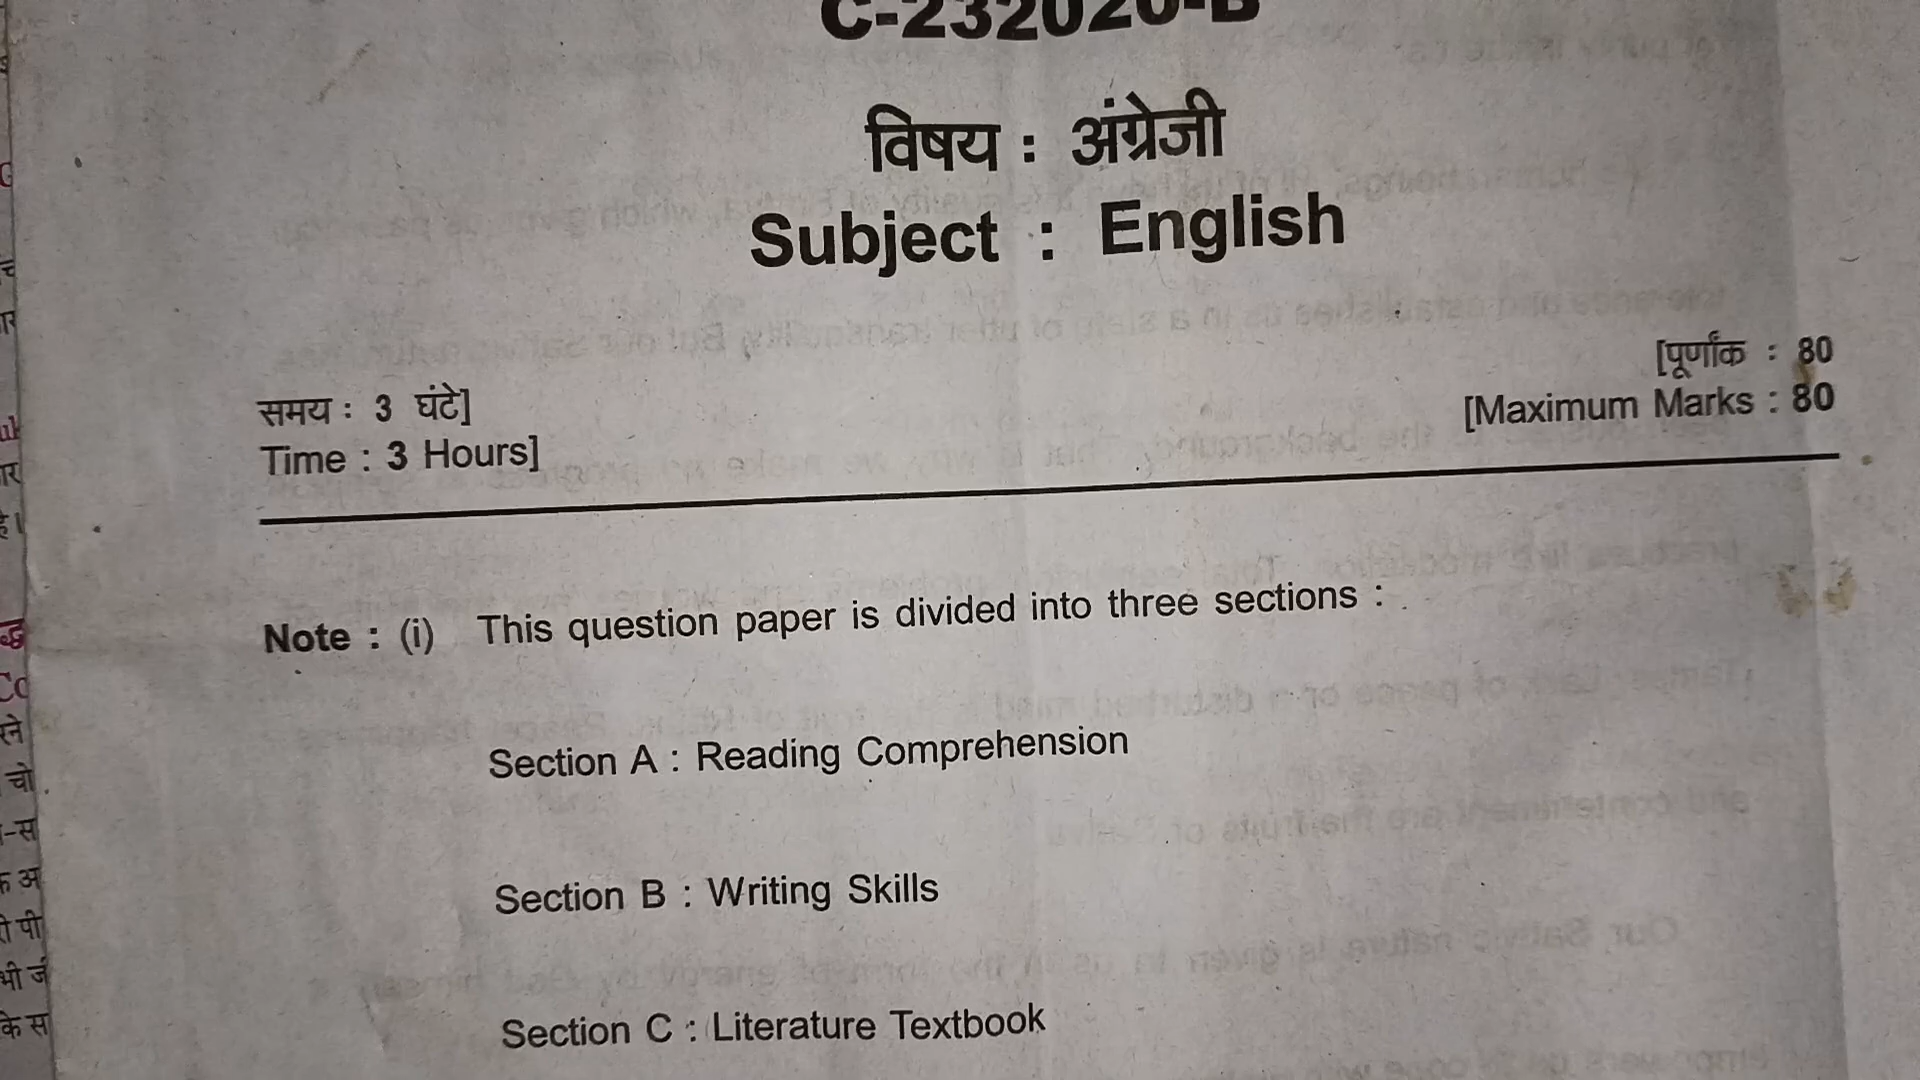 C-232020-B
विषय : अंग्रेजी
Subject : English
समय : 3 घंटे]
[पूर्णांक : 80
Time : 3 Hours]
[Maximum Marks : 80
Note : (i) This question paper is divided into three sections :
Section A : Reading Comprehension
Section B : Writing Skills
Section C : Literature Textbook